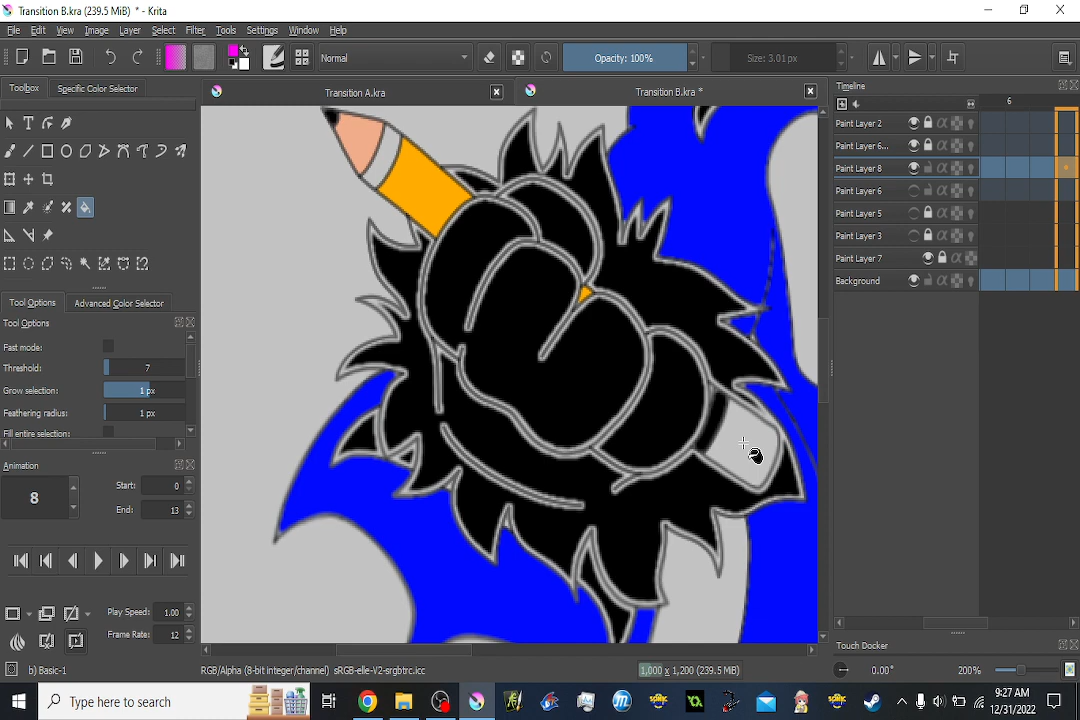 Transition B.kra (239.5 MiB) * - Krita
File Edit View Image Layer Select Filter Tools Settings Window Help
Normal Opacity: 100% Size: 3.01 px
Toolbox Specific Color Selector
Transition A.kra Transition B.kra *
Timeline
6
Paint Layer 2
Paint Layer 6...
Paint Layer 8
Paint Layer 6
Paint Layer 5
Paint Layer 3
Paint Layer 7
Background
Tool Options Advanced Color Selector
Tool Options
Fast mode:
Threshold: 7
Grow selection: 1 px
Feathering radius: 1 px
Fill entire selection:
Animation
8
Start: 0
End: 13
Play Speed: 1.00
Frame Rate: 12
Touch Docker
b) Basic-1
RGB/Alpha (8-bit integer/channel) sRGB-elle-V2-srgbtrc.icc
1,000 x 1,200 (239.5 MiB)
0.00°
200%
Type here to search
9:27 AM
12/31/2022